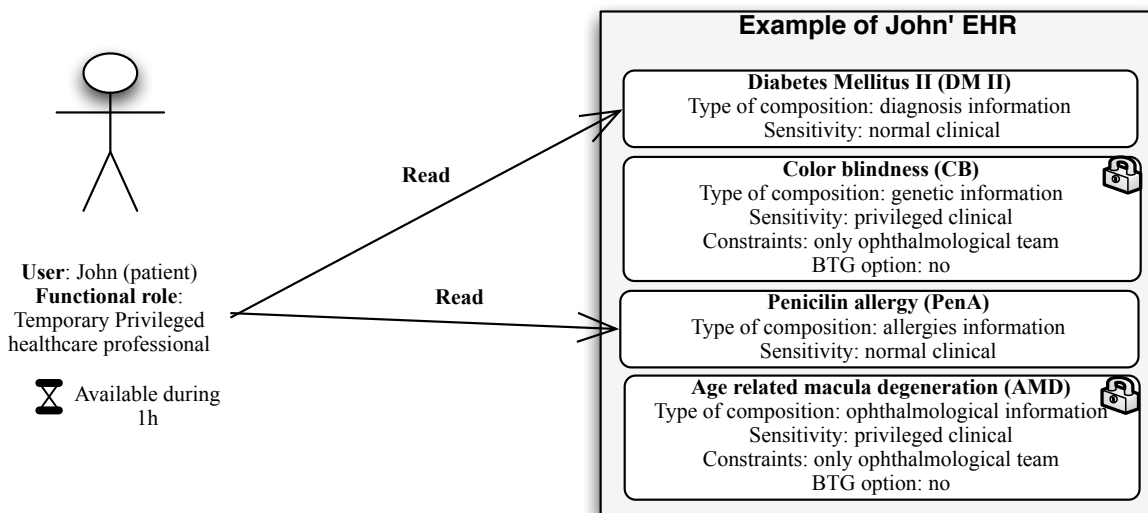 Example of John' EHR
Diabetes Mellitus II (DM II)
Type of composition: diagnosis information
Sensitivity: normal clinical
Read
Color blindness (CB)
Type of composition: genetic information
Sensitivity: privileged clinical
Constraints: only ophthalmological team
BTG option: no
User: John (patient)
Functional role:
Temporary Privileged
healthcare professional
Read
Penicilin allergy (PenA)
Type of composition: allergies information
Sensitivity: normal clinical
Available during
1h
Age related macula degeneration (AMD)
Type of composition: ophthalmological information
Sensitivity: privileged clinical
Constraints: only ophthalmological team
BTG option: no